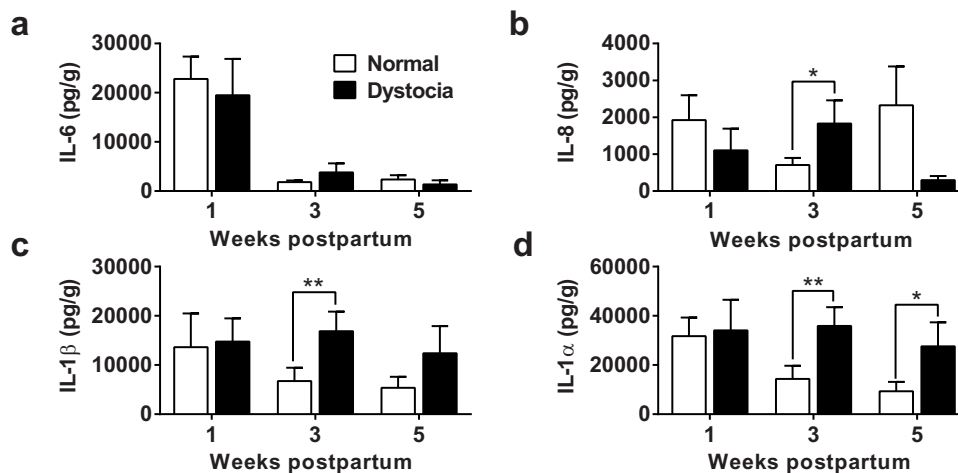 a
30000
20000
10000
0
IL-6 (pg/g)
Normal
Dystocia
1 3 5
Weeks postpartum
b
4000
3000
2000
1000
0
IL-8 (pg/g)
*
1 3 5
Weeks postpartum
c
30000
20000
10000
0
IL-1β (pg/g)
**
1 3 5
Weeks postpartum
d
60000
40000
20000
0
IL-1α (pg/g)
**
*
1 3 5
Weeks postpartum